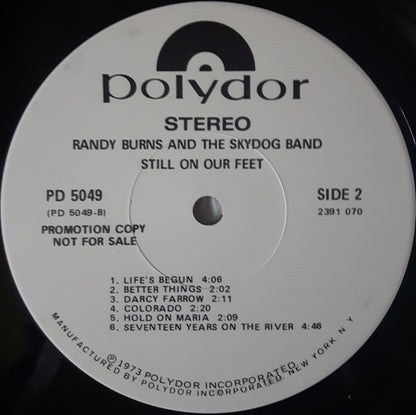 polydor
STEREO
RANDY BURNS AND THE SKYDOG BAND
STILL ON OUR FEET
PD 5049
(PD 5049-B)
PROMOTION COPY
NOT FOR SALE
SIDE 2
2391 070
1. LIFE'S BEGUN 4:06
2. BETTER THINGS 2:02
3. DARCY FARROW 2:11
4. COLORADO 2:20
5. HOLD ON MARIA 2:09
6. SEVENTEEN YEARS ON THE RIVER 4:46
Ⓟ 1973 POLYDOR INCORPORATED
MANUFACTURED BY POLYDOR INCORPORATED, NEW YORK, N.Y.